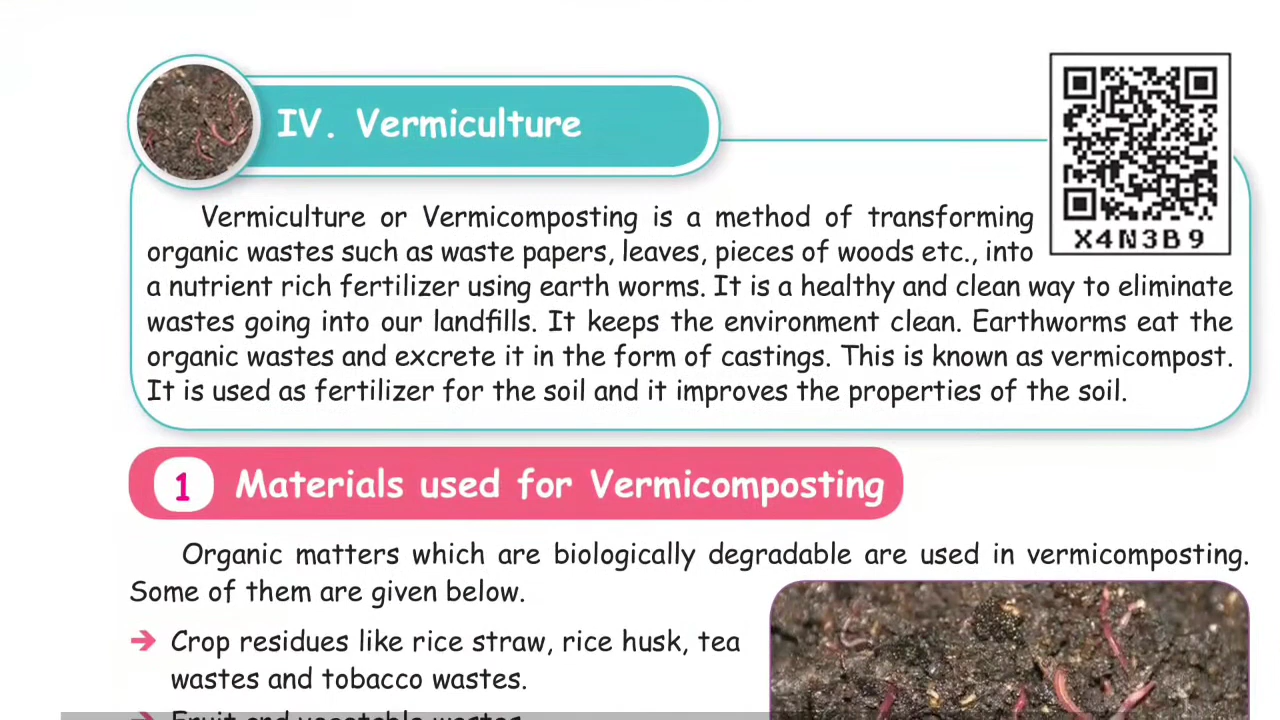 IV. Vermiculture
X4N3B9
Vermiculture or Vermicomposting is a method of transforming
organic wastes such as waste papers, leaves, pieces of woods etc., into
a nutrient rich fertilizer using earth worms. It is a healthy and clean way to eliminate
wastes going into our landfills. It keeps the environment clean. Earthworms eat the
organic wastes and excrete it in the form of castings. This is known as vermicompost.
It is used as fertilizer for the soil and it improves the properties of the soil.
1 Materials used for Vermicomposting
Organic matters which are biologically degradable are used in vermicomposting.
Some of them are given below.
➔ Crop residues like rice straw, rice husk, tea
wastes and tobacco wastes.
➔ Fruit and vegetable wastes